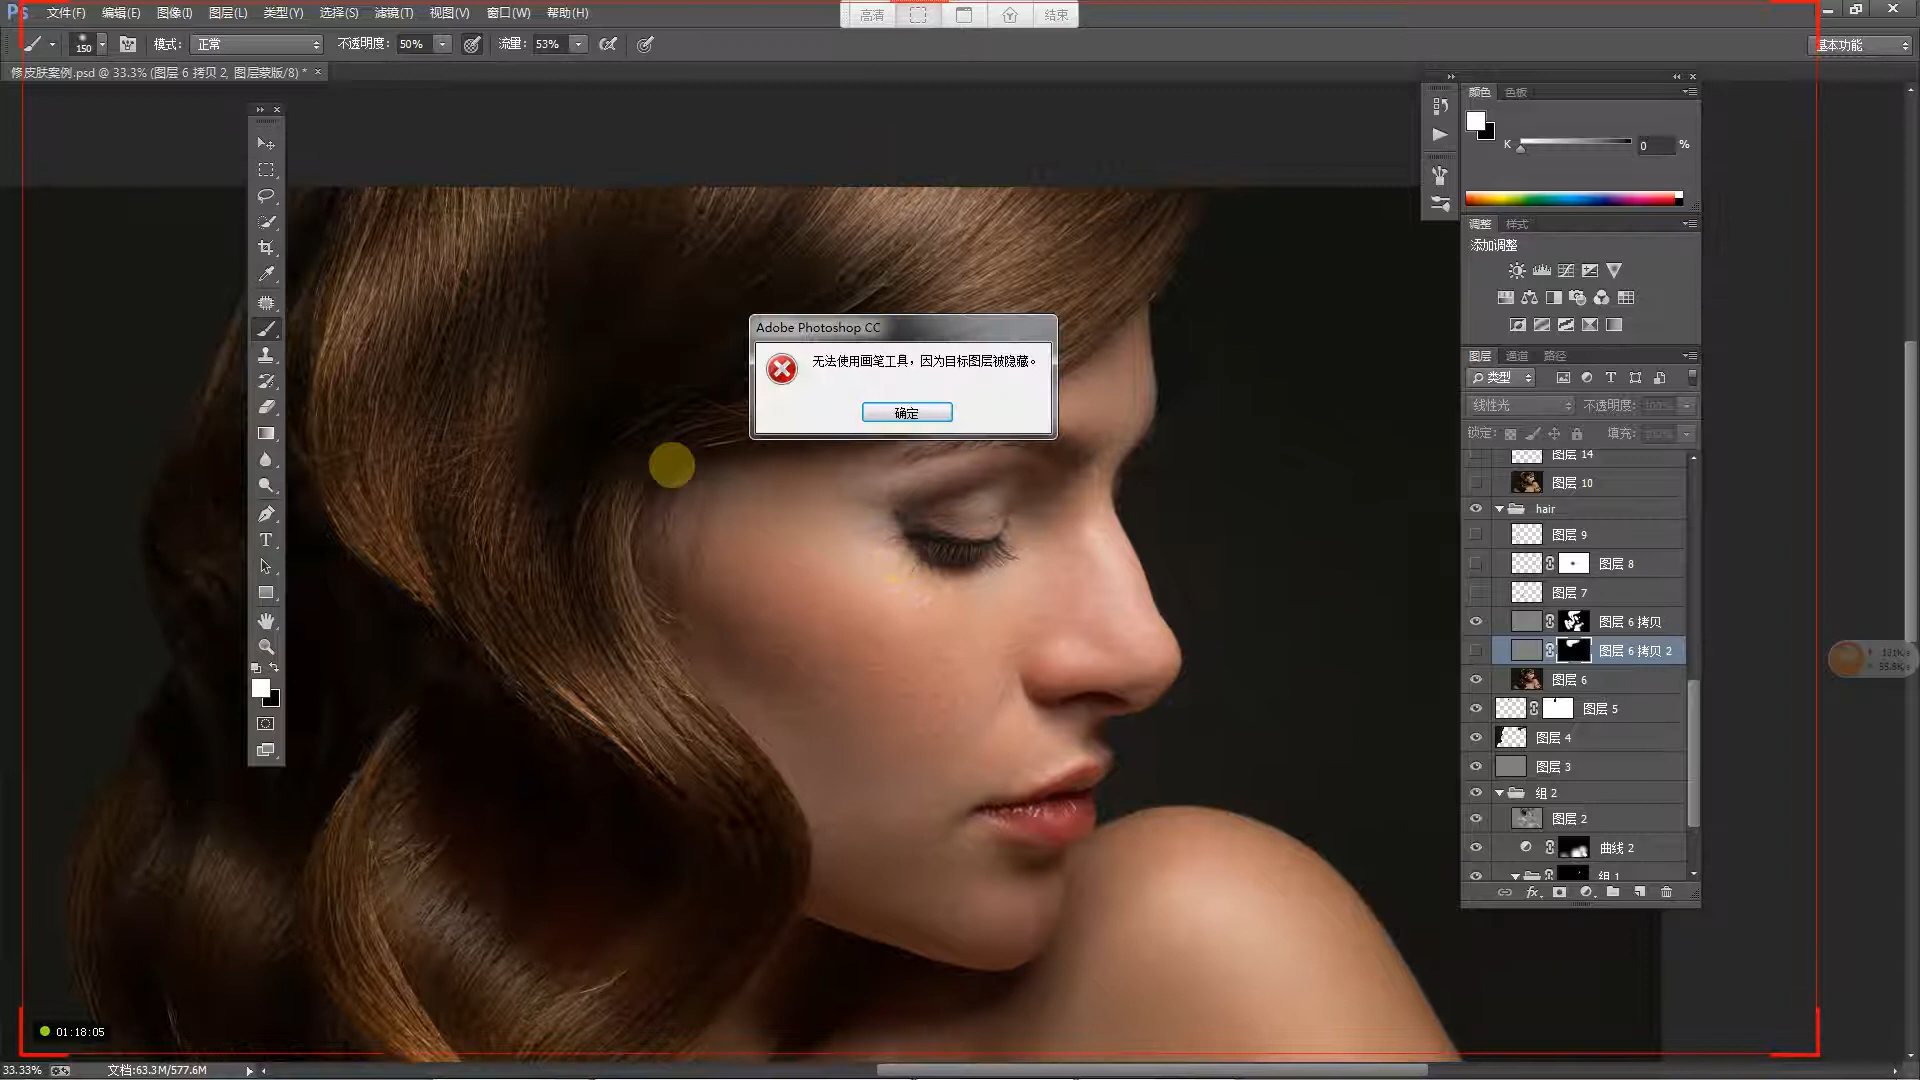 Ps 文件(F) 编辑(E) 图像(I) 图层(L) 类型(Y) 选择(S) 滤镜(T) 视图(V) 窗口(W) 帮助(H)
高清 结束
150 模式: 正常 不透明度: 50% 流量: 53% 基本功能
修皮肤案例.psd @ 33.3% (图层 6 拷贝 2, 图层蒙版/8) * ×
颜色 色板
K 0 %
调整 样式
添加调整
Adobe Photoshop CC
无法使用画笔工具，因为目标图层被隐藏。
确定
图层 通道 路径
类型
线性光 不透明度:
锁定: 填充:
图层 14
图层 10
hair
图层 9
图层 8
图层 7
图层 6 拷贝
图层 6 拷贝 2
图层 6
图层 5
图层 4
图层 3
组 2
图层 2
曲线 2
组 1
fx
01:18:05
33.33% 文档:63.3M/577.6M